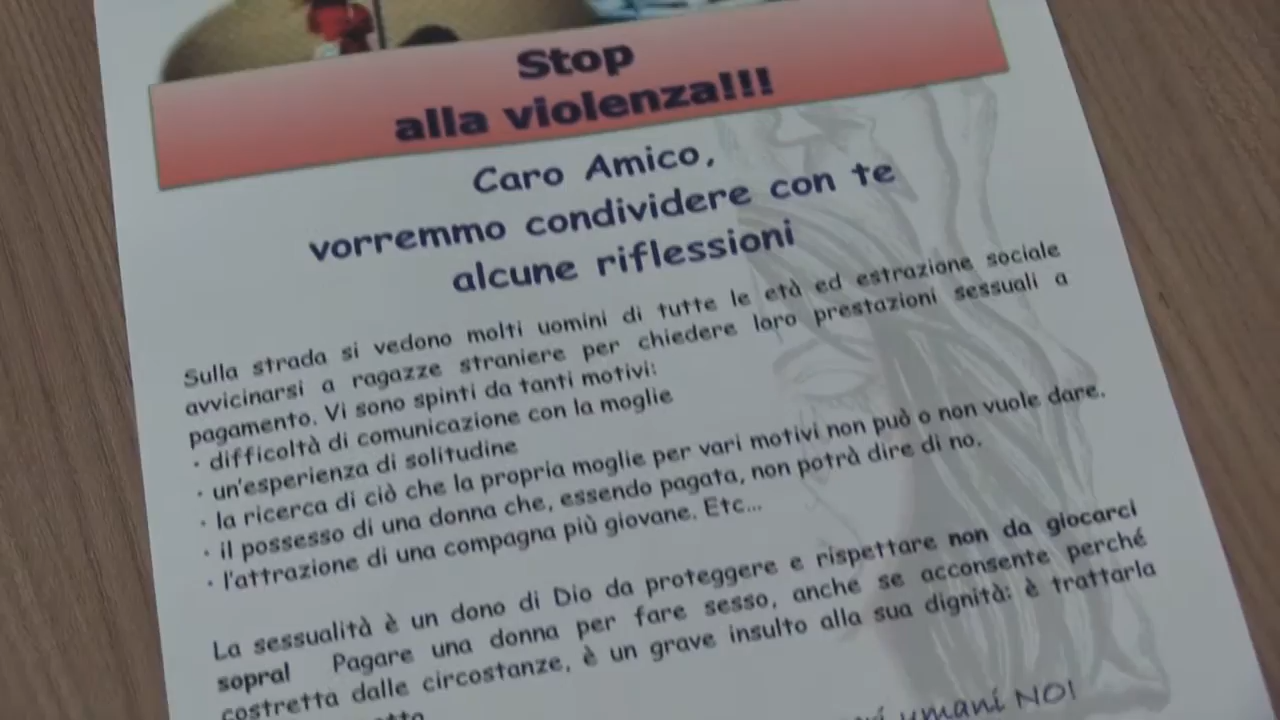 Stop
alla violenza!!!
Caro Amico,
vorremmo condividere con te
alcune riflessioni
Sulla strada si vedono molti uomini di tutte le età ed estrazione sociale
avvicinarsi a ragazze straniere per chiedere loro prestazioni sessuali a
pagamento. Vi sono spinti da tanti motivi:
· difficoltà di comunicazione con la moglie
· un'esperienza di solitudine
· la ricerca di ciò che la propria moglie per vari motivi non può o non vuole dare.
· il possesso di una donna che, essendo pagata, non potrà dire di no.
· l'attrazione di una compagna più giovane. Etc...
La sessualità è un dono di Dio da proteggere e rispettare non da giocarci
sopra! Pagare una donna per fare sesso, anche se acconsente perché
costretta dalle circostanze, è un grave insulto alla sua dignità: è trattarla
umani NO!